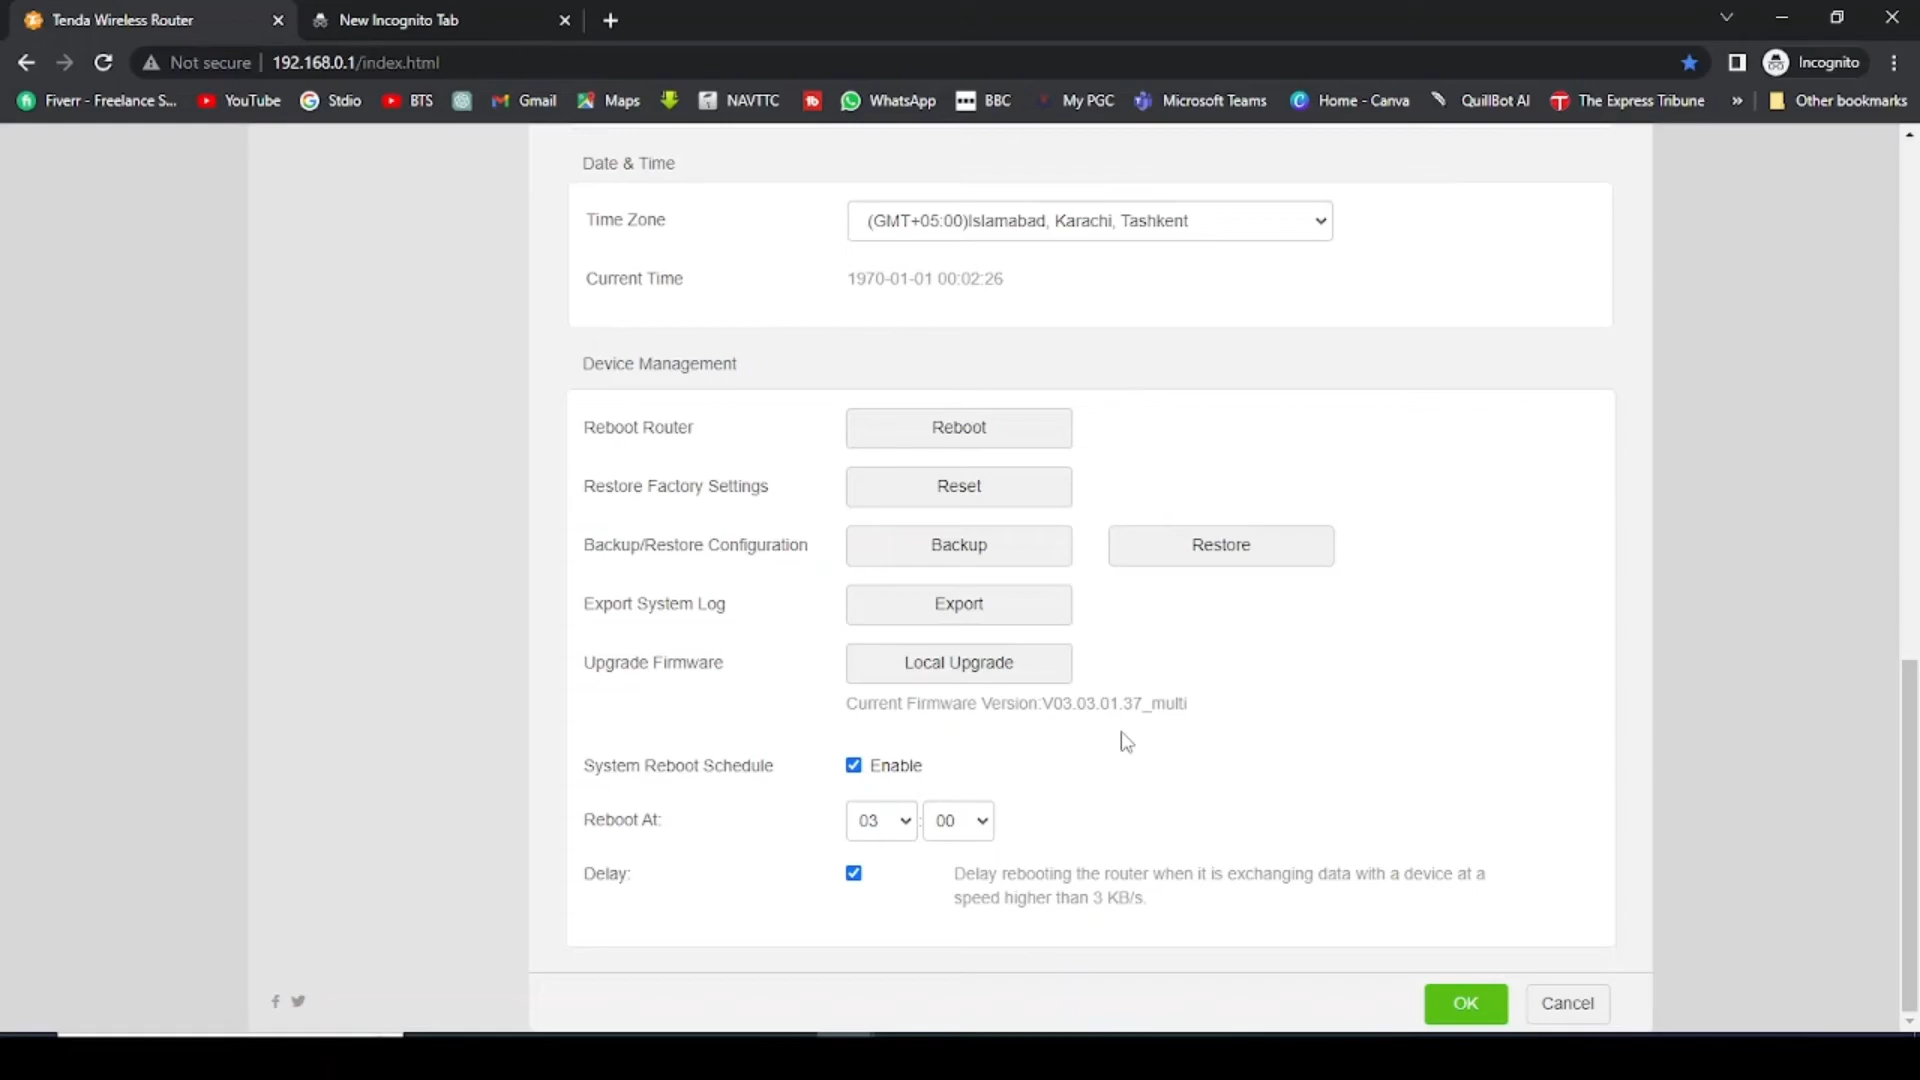 Tenda Wireless Router
New Incognito Tab
Not secure 192.168.0.1/index.html
Incognito
Fiverr - Freelance S... YouTube Stdio BTS Gmail Maps NAVTTC WhatsApp BBC My PGC Microsoft Teams Home - Canva QuillBot AI The Express Tribune » Other bookmarks
Date & Time
Time Zone (GMT+05:00)Islamabad, Karachi, Tashkent
Current Time 1970-01-01 00:02:26
Device Management
Reboot Router Reboot
Restore Factory Settings Reset
Backup/Restore Configuration Backup Restore
Export System Log Export
Upgrade Firmware Local Upgrade
Current Firmware Version:V03.03.01.37_multi
System Reboot Schedule Enable
Reboot At: 03 : 00
Delay: Delay rebooting the router when it is exchanging data with a device at a
speed higher than 3 KB/s.
OK Cancel